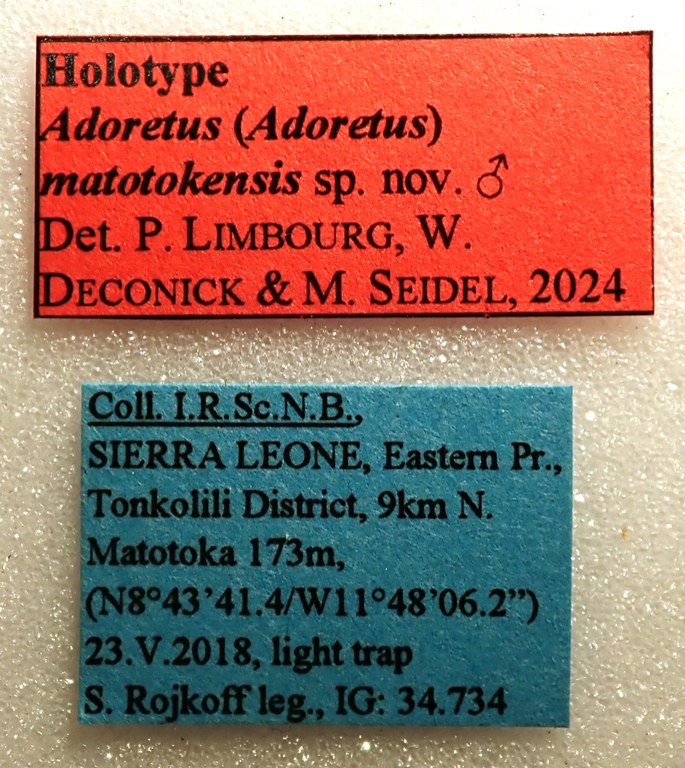 Holotype
Adoretus (Adoretus)
matotokensis sp. nov. ♂
Det. P. LIMBOURG, W.
DECONICK & M. SEIDEL, 2024
Coll. I.R.Sc.N.B.,
SIERRA LEONE, Eastern Pr.,
Tonkolili District, 9km N.
Matotoka 173m,
(N8°43’41.4/W11°48’06.2”)
23.V.2018, light trap
S. Rojkoff leg., IG: 34.734